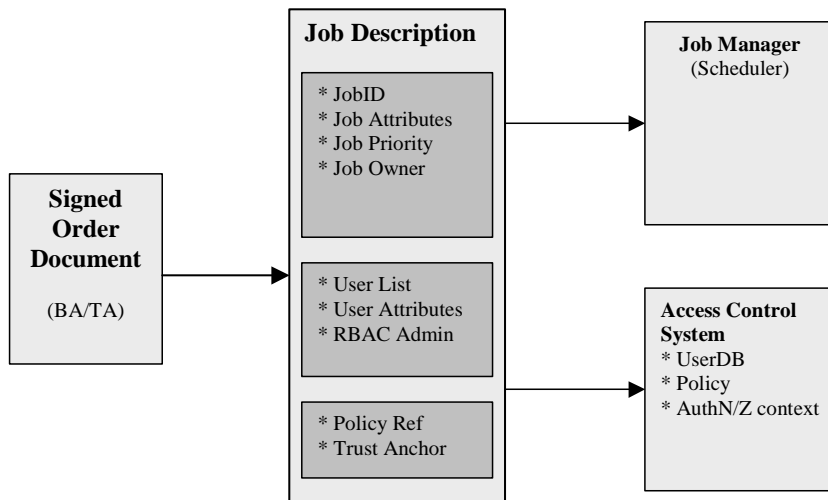 Signed
Order
Document
(BA/TA)
Job Description
* JobID
* Job Attributes
* Job Priority
* Job Owner
* User List
* User Attributes
* RBAC Admin
* Policy Ref
* Trust Anchor
Job Manager
(Scheduler)
Access Control
System
* UserDB
* Policy
* AuthN/Z context